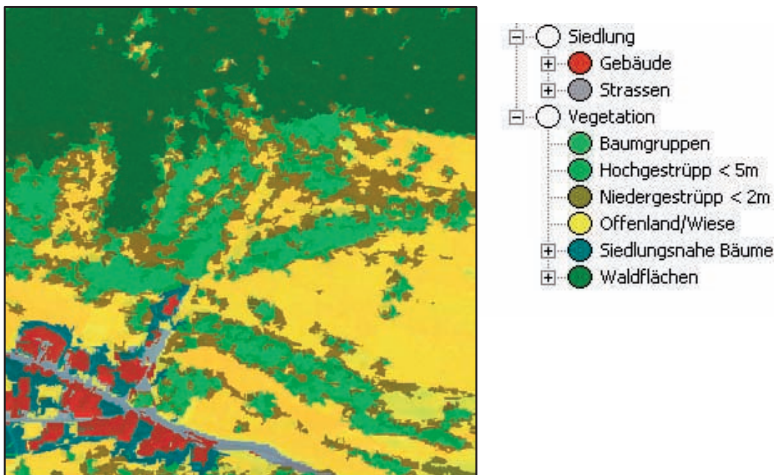 Siedlung
Gebäude
Strassen
Vegetation
Baumgruppen
Hochgestrüpp < 5m
Niedergestrüpp < 2m
Offenland/Wiese
Siedlungsnahe Bäume
Waldflächen